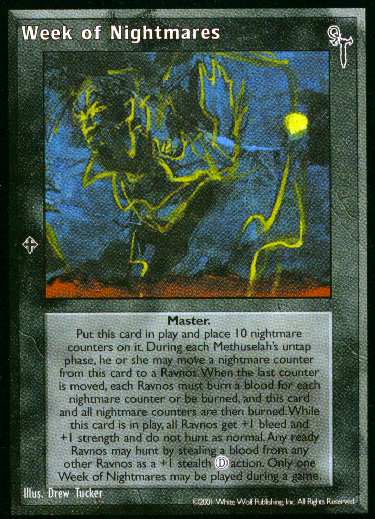 Week of Nightmares
Master.
Put this card in play and place 10 nightmare
counters on it. During each Methuselah's untap
phase, he or she may move a nightmare counter
from this card to a Ravnos. When the last counter
is moved, each Ravnos must burn a blood for each
nightmare counter or be burned, and this card
and all nightmare counters are then burned. While
this card is in play, all Ravnos get +1 bleed and
+1 strength and do not hunt as normal. Any ready
Ravnos may hunt by stealing a blood from any
other Ravnos as a +1 stealth D action. Only one
Week of Nightmares may be played during a game.
Illus. Drew Tucker
©2001 White Wolf Publishing, Inc. All Rights Reserved.